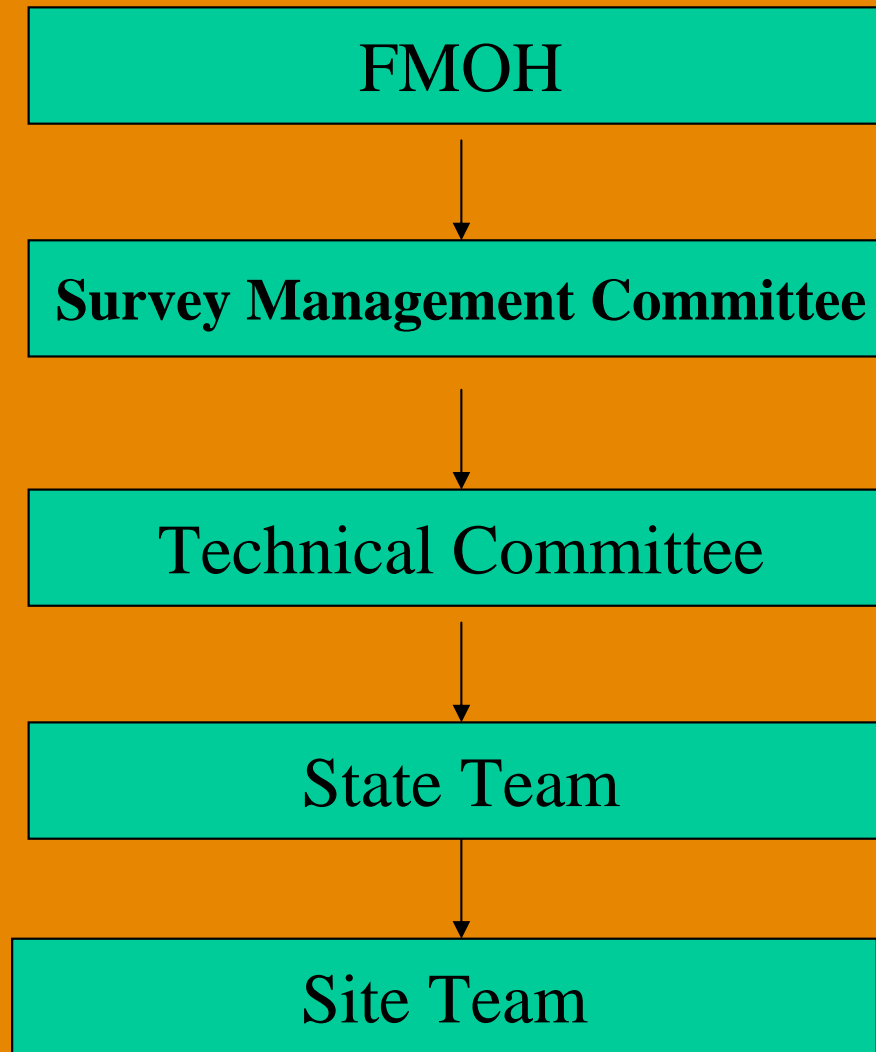 FMOH
Survey Management Committee
Technical Committee
State Team
Site Team